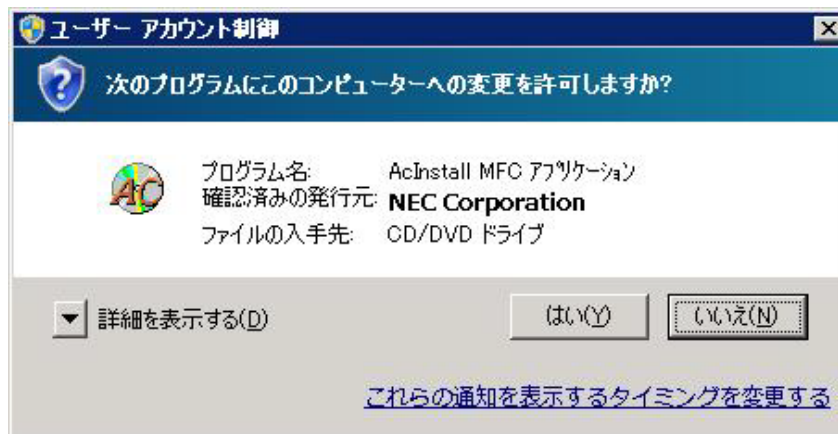 ユーザー アカウント制御
次のプログラムにこのコンピューターへの変更を許可しますか?
AC
プログラム名: AcInstall MFC アプリケーション
確認済みの発行元: NEC Corporation
ファイルの入手先: CD/DVD ドライブ
詳細を表示する(D) はい(Y) いいえ(N)
これらの通知を表示するタイミングを変更する